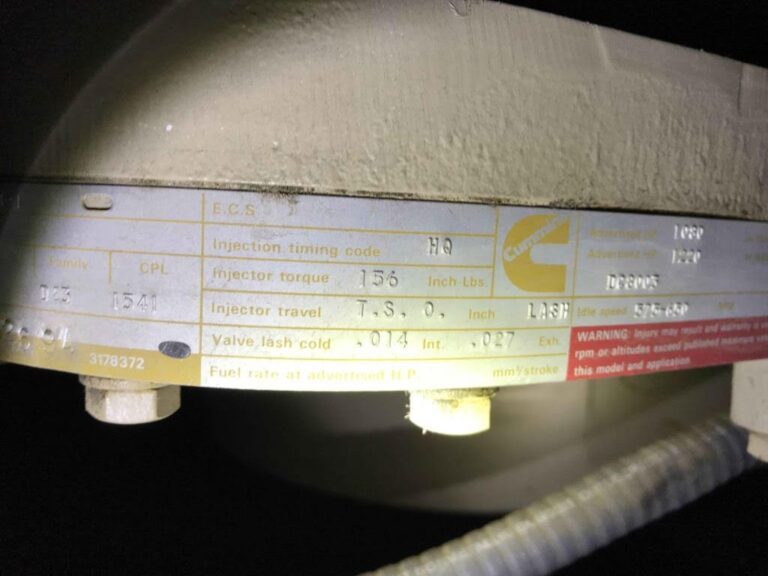 E.C.S
Injection timing code HQ
Injector torque 156 Inch-Lbs.
Injector travel T.S.O. Inch LASH
Valve lash cold .014 Int. .027 Exh.
Fuel rate at advertised H.P. mm³/stroke
Family CPL
1541
3178372
Cummins
Advertised HP 1080
Advertised HP 1220
Idle speed 575-650
WARNING: Injury may result and warranty is
rpm or altitudes exceed published maximum
this model and application